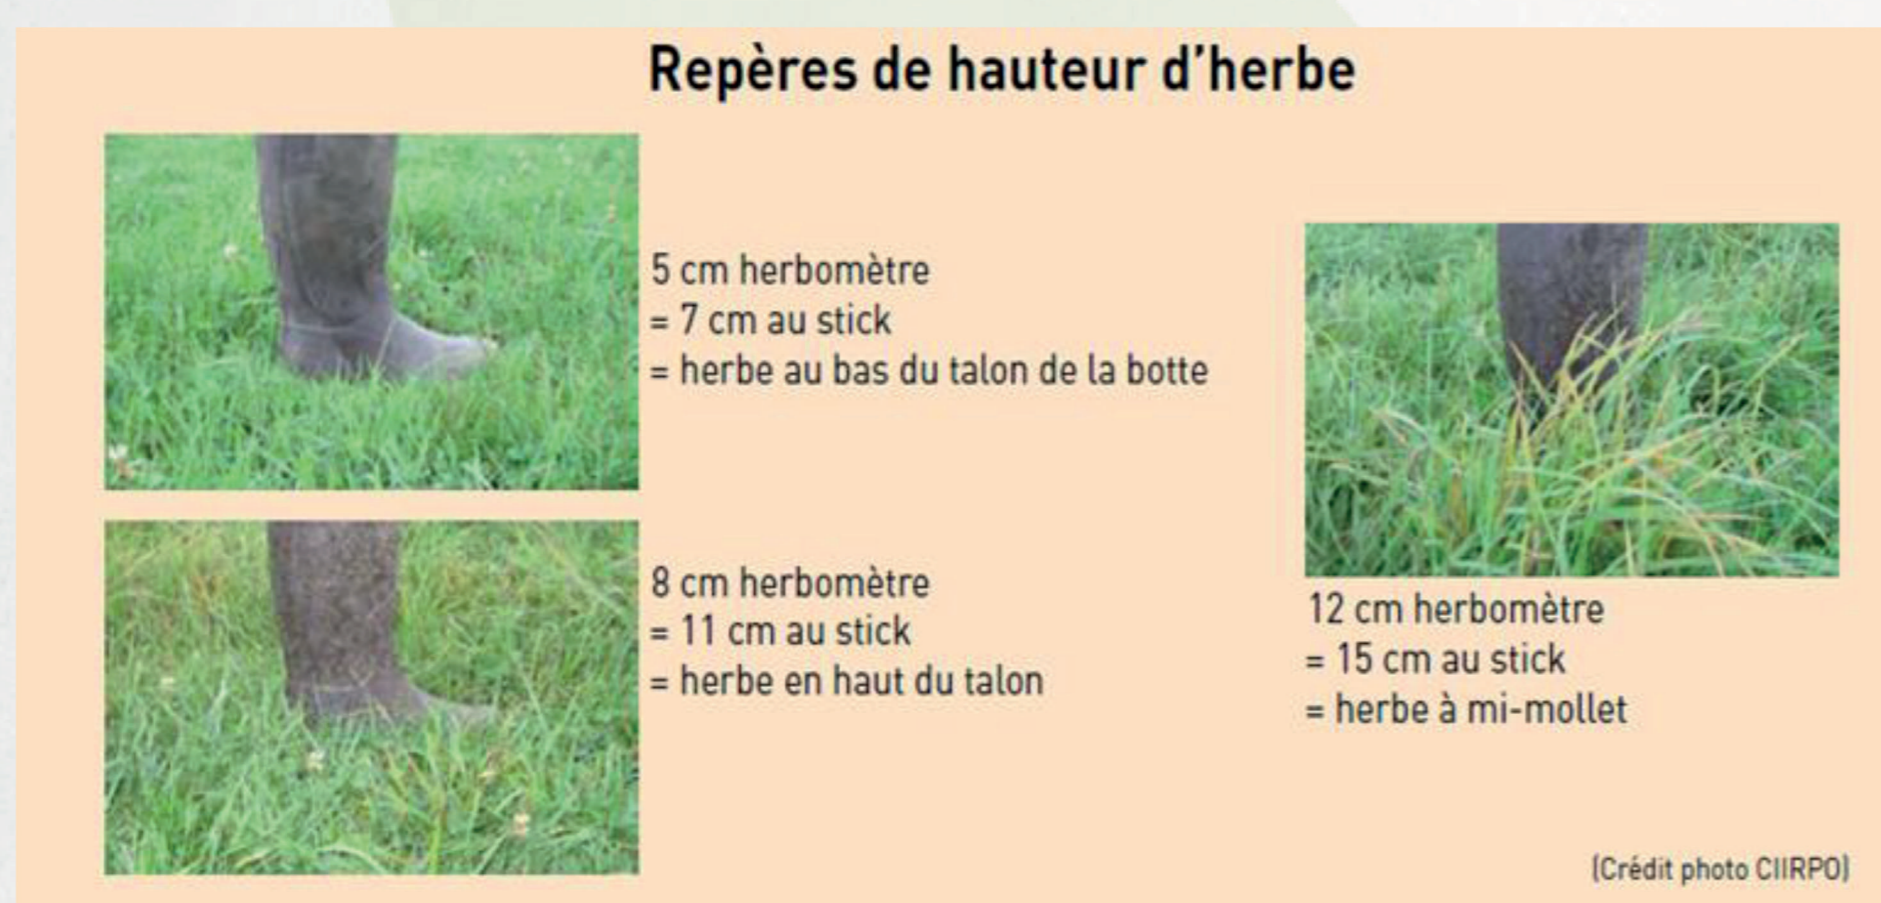 Repères de hauteur d'herbe
5 cm herbomètre
= 7 cm au stick
= herbe au bas du talon de la botte
8 cm herbomètre
= 11 cm au stick
= herbe en haut du talon
12 cm herbomètre
= 15 cm au stick
= herbe à mi-mollet
(Crédit photo CIIRPO)